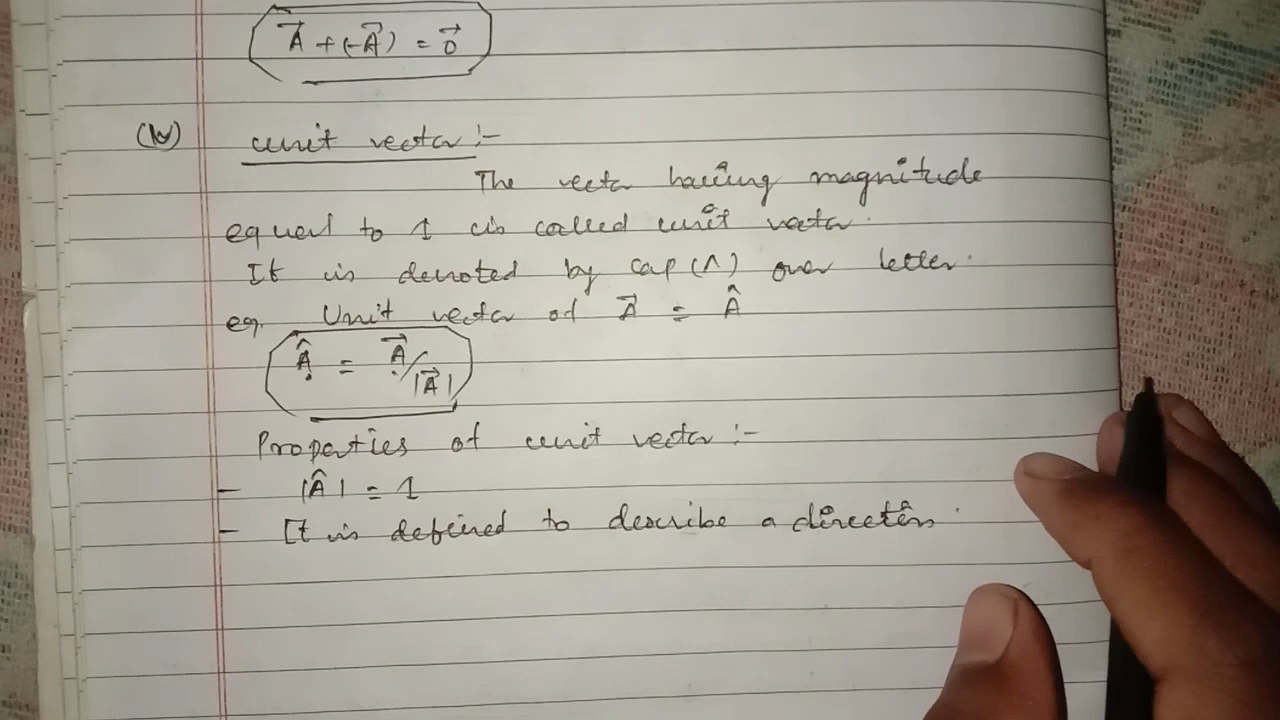 A⃗ + (-A⃗) = 0⃗
(iv) unit vector :-
The vector having magnitude
equal to 1 is called unit vector.
It is denoted by cap (^) over letter.
eg. Unit vector of A⃗ = Â
Â = A⃗/|A⃗|
Properties of unit vector :-
- |Â| = 1
- It is defined to describe a direction.